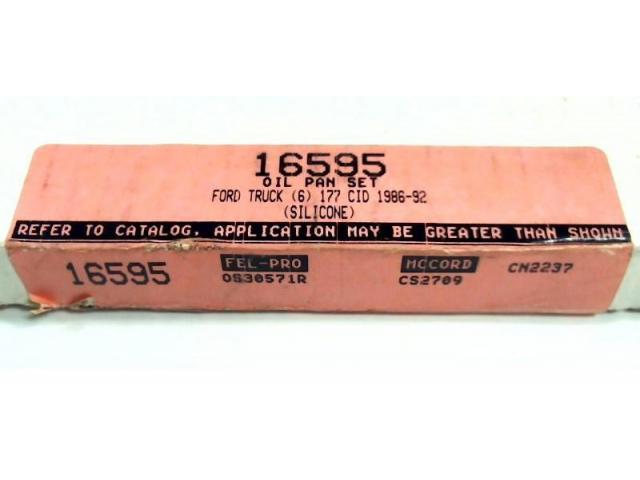 16595
OIL PAN SET
FORD TRUCK (6) 177 CID 1986-92
(SILICONE)
REFER TO CATALOG, APPLICATION MAY BE GREATER THAN SHOWN
16595 FEL-PRO MCCORD CN2237
OS30571R CS2709